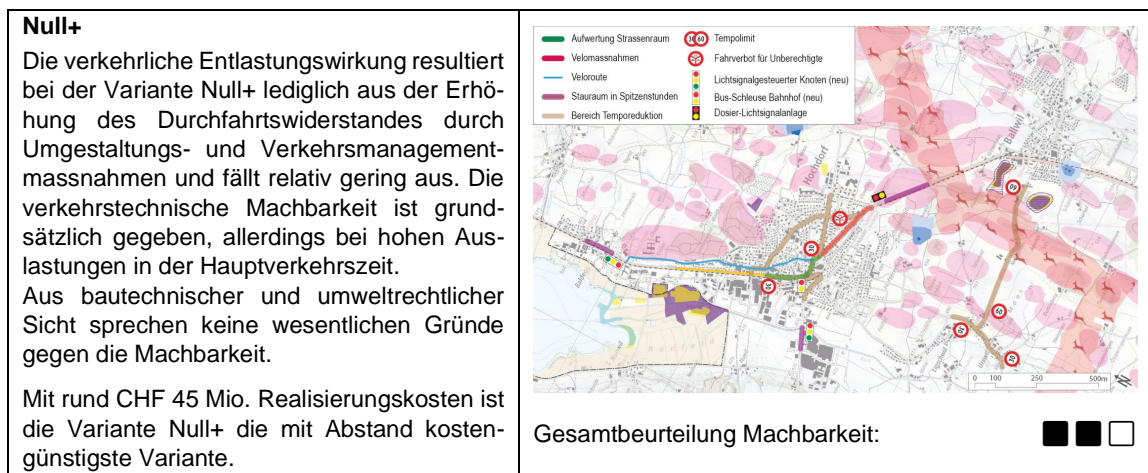 Null+
Die verkehrliche Entlastungswirkung resultiert
bei der Variante Null+ lediglich aus der Erhö-
hung des Durchfahrtswiderstandes durch
Umgestaltungs- und Verkehrsmanagement-
massnahmen und fällt relativ gering aus. Die
verkehrstechnische Machbarkeit ist grund-
sätzlich gegeben, allerdings bei hohen Aus-
lastungen in der Hauptverkehrszeit.
Aus bautechnischer und umweltrechtlicher
Sicht sprechen keine wesentlichen Gründe
gegen die Machbarkeit.
Mit rund CHF 45 Mio. Realisierungskosten ist
die Variante Null+ die mit Abstand kosten-
günstigste Variante.
Aufwertung Strassenraum
Velomassnahmen
Veloroute
Stauraum in Spitzenstunden
Bereich Temporeduktion
30 60 Tempolimit
Fahrverbot für Unberechtigte
Lichtsignalgesteuerter Knoten (neu)
Bus-Schleuse Bahnhof (neu)
Dosier-Lichtsignalanlage
Hochdorf
Ballwil
60
30
30
60
50
0 100 250 500m
Gesamtbeurteilung Machbarkeit: